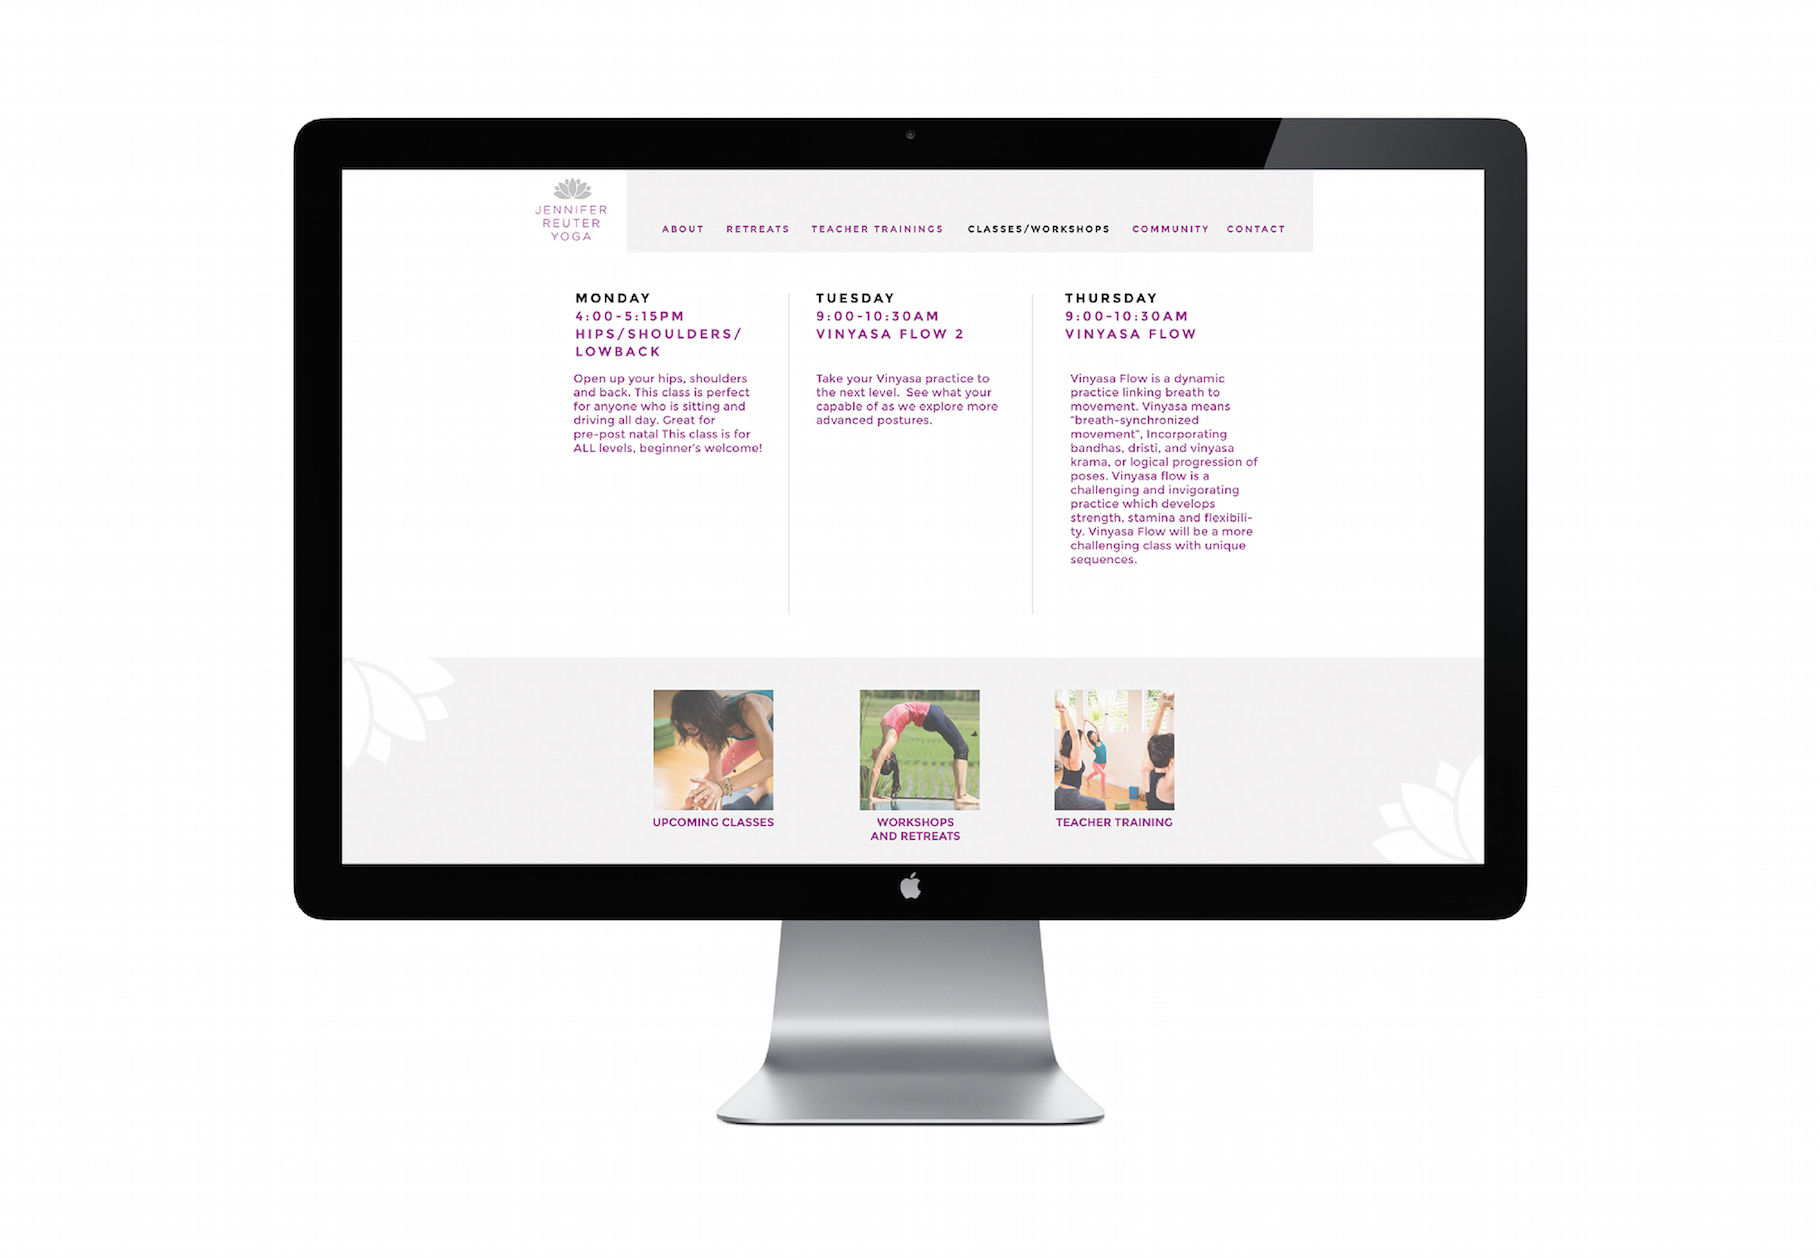 JENNIFER
REUTER
YOGA
ABOUT RETREATS TEACHER TRAININGS CLASSES/WORKSHOPS COMMUNITY CONTACT
MONDAY
4:00-5:15PM
HIPS/SHOULDERS/
LOWBACK
Open up your hips, shoulders
and back. This class is perfect
for anyone who is sitting and
driving all day. Great for
pre-post natal This class is for
ALL levels, beginner's welcome!
TUESDAY
9:00-10:30AM
VINYASA FLOW 2
Take your Vinyasa practice to
the next level.  See what your
capable of as we explore more
advanced postures.
THURSDAY
9:00-10:30AM
VINYASA FLOW
Vinyasa Flow is a dynamic
practice linking breath to
movement. Vinyasa means
"breath-synchronized
movement", Incorporating
bandhas, dristi, and vinyasa
krama, or logical progression of
poses. Vinyasa flow is a
challenging and invigorating
practice which develops
strength, stamina and flexibili-
ty. Vinyasa Flow will be a more
challenging class with unique
sequences.
UPCOMING CLASSES
WORKSHOPS
AND RETREATS
TEACHER TRAINING